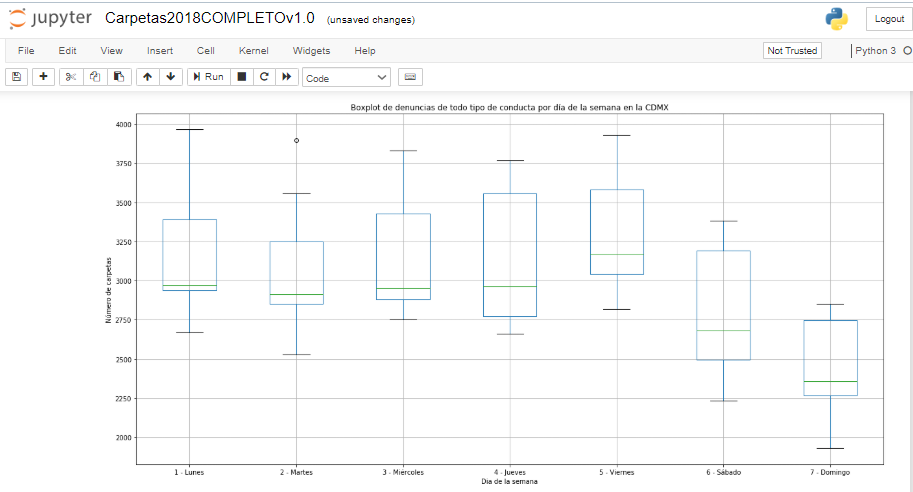 jupyter Carpetas2018COMPLETOv1.0 (unsaved changes) Logout
File Edit View Insert Cell Kernel Widgets Help Not Trusted Python 3
Run Code
Boxplot de denuncias de todo tipo de conducta por día de la semana en la CDMX
4000
3750
3500
3250
3000
2750
2500
2250
2000
Número de carpetas
1 - Lunes 2 - Martes 3 - Miércoles 4 - Jueves 5 - Viernes 6 - Sábado 7 - Domingo
Dia de la semana